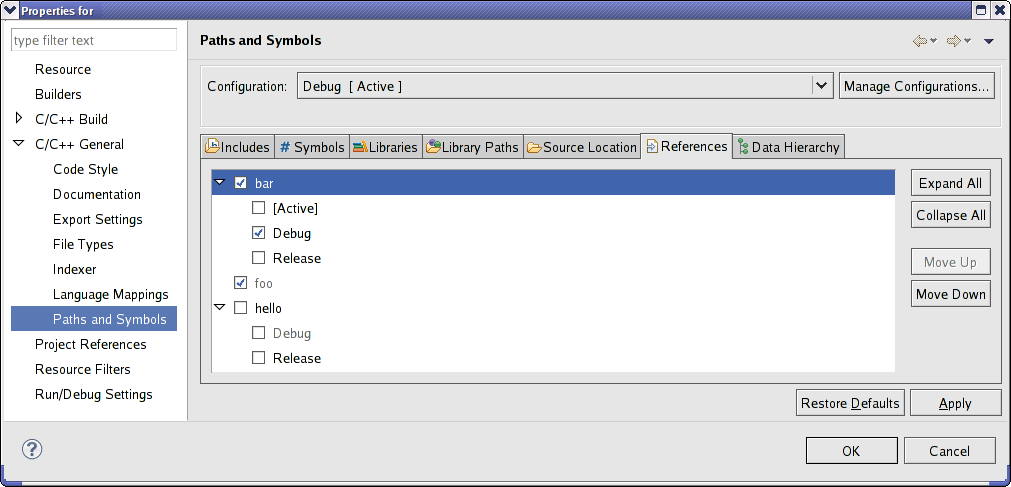 Properties for
type filter text
Resource
Builders
C/C++ Build
C/C++ General
Code Style
Documentation
Export Settings
File Types
Indexer
Language Mappings
Paths and Symbols
Project References
Resource Filters
Run/Debug Settings
Paths and Symbols
Configuration: Debug [ Active ] Manage Configurations...
Includes # Symbols Libraries Library Paths Source Location References Data Hierarchy
bar
[Active]
Debug
Release
foo
hello
Debug
Release
Expand All
Collapse All
Move Up
Move Down
Restore Defaults Apply
? OK Cancel